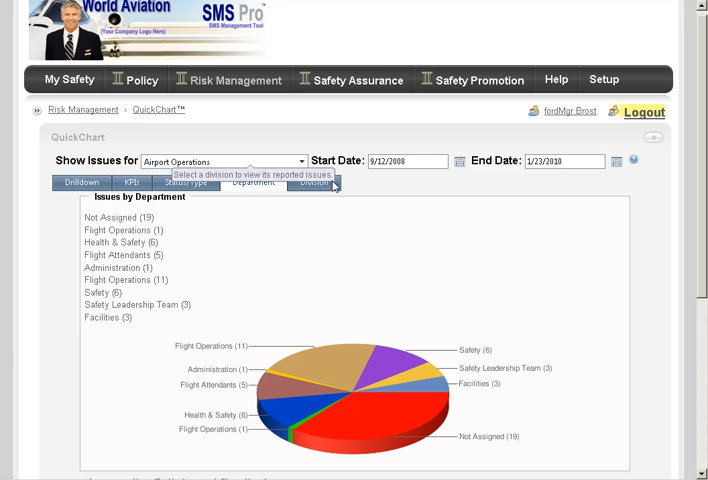 World Aviation
(Your Company Logo Here)
SMS Pro™
SMS Management Tool
My Safety
Policy
Risk Management
Safety Assurance
Safety Promotion
Help
Setup
Risk Management › QuickChart™
fordMgr Brost
Logout
QuickChart
Show Issues for Airport Operations Start Date: 9/12/2008 End Date: 1/23/2010
Select a division to view its reported issues
Drilldown
KPIs
Status/Type
Department
Division
Issues by Department
Not Assigned (19)
Flight Operations (1)
Health & Safety (6)
Flight Attendants (5)
Administration (1)
Flight Operations (11)
Safety (6)
Safety Leadership Team (3)
Facilities (3)
Flight Operations (11)
Safety (6)
Administration (1)
Safety Leadership Team (3)
Flight Attendants (5)
Facilities (3)
Health & Safety (6)
Flight Operations (1)
Not Assigned (19)